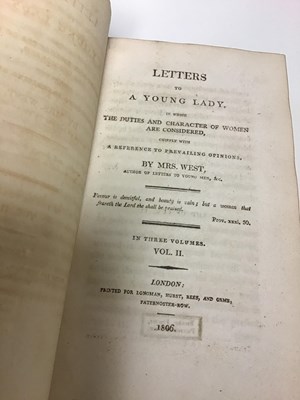 LETTERS
TO
A YOUNG LADY,
IN WHICH
THE DUTIES AND CHARACTER OF WOMEN
ARE CONSIDERED,
CHIEFLY WITH
A REFERENCE TO PREVAILING OPINIONS.
BY MRS. WEST,
AUTHOR OF LETTERS TO YOUNG MEN, &c.
Favour is deceitful, and beauty is vain; but a woman that
feareth the Lord she shall be praised.
Prov. xxxi. 30.
IN THREE VOLUMES.
VOL. II.
LONDON:
PRINTED FOR LONGMAN, HURST, REES, AND ORME,
PATERNOSTER-ROW.
1806.